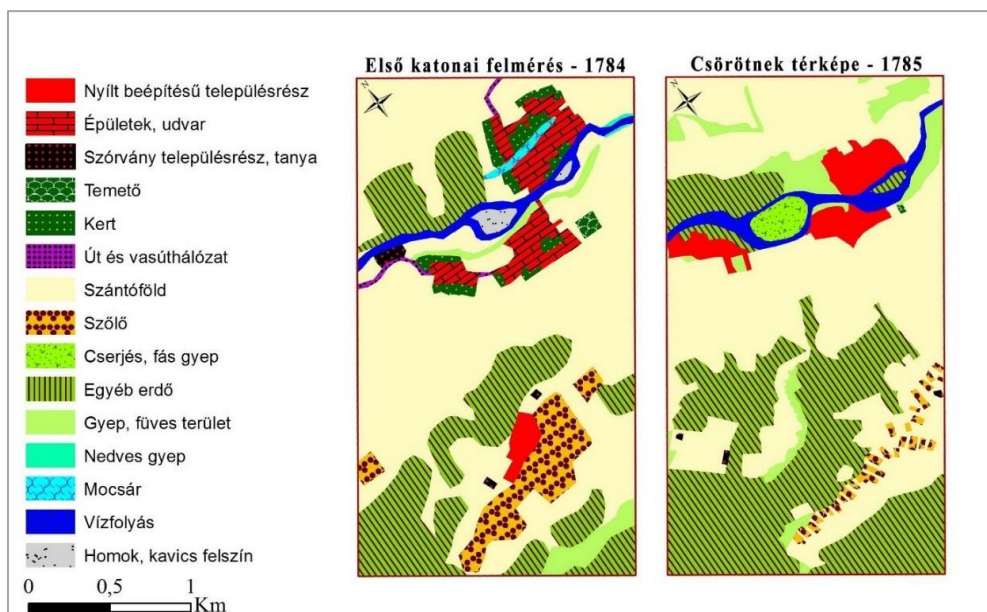 Első katonai felmérés - 1784
Csörötnek térképe - 1785
N
N
Nyílt beépítésű településrész
Épületek, udvar
Szórvány településrész, tanya
Temető
Kert
Út és vasúthálózat
Szántóföld
Szőlő
Cserjés, fás gyep
Egyéb erdő
Gyep, füves terület
Nedves gyep
Mocsár
Vízfolyás
Homok, kavics felszín
0 0,5 1
Km